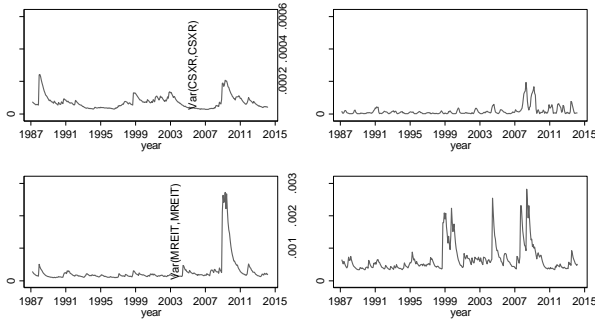 0 .0002 .0004 .0006
Var(CSXR,CSXR)
1987 1991 1995 1999 2003 2007 2011 2015
year
0
1987 1991 1995 1999 2003 2007 2011 2015
year
0 .001 .002 .003
Var(MREIT,MREIT)
1987 1991 1995 1999 2003 2007 2011 2015
year
0
1987 1991 1995 1999 2003 2007 2011 2015
year